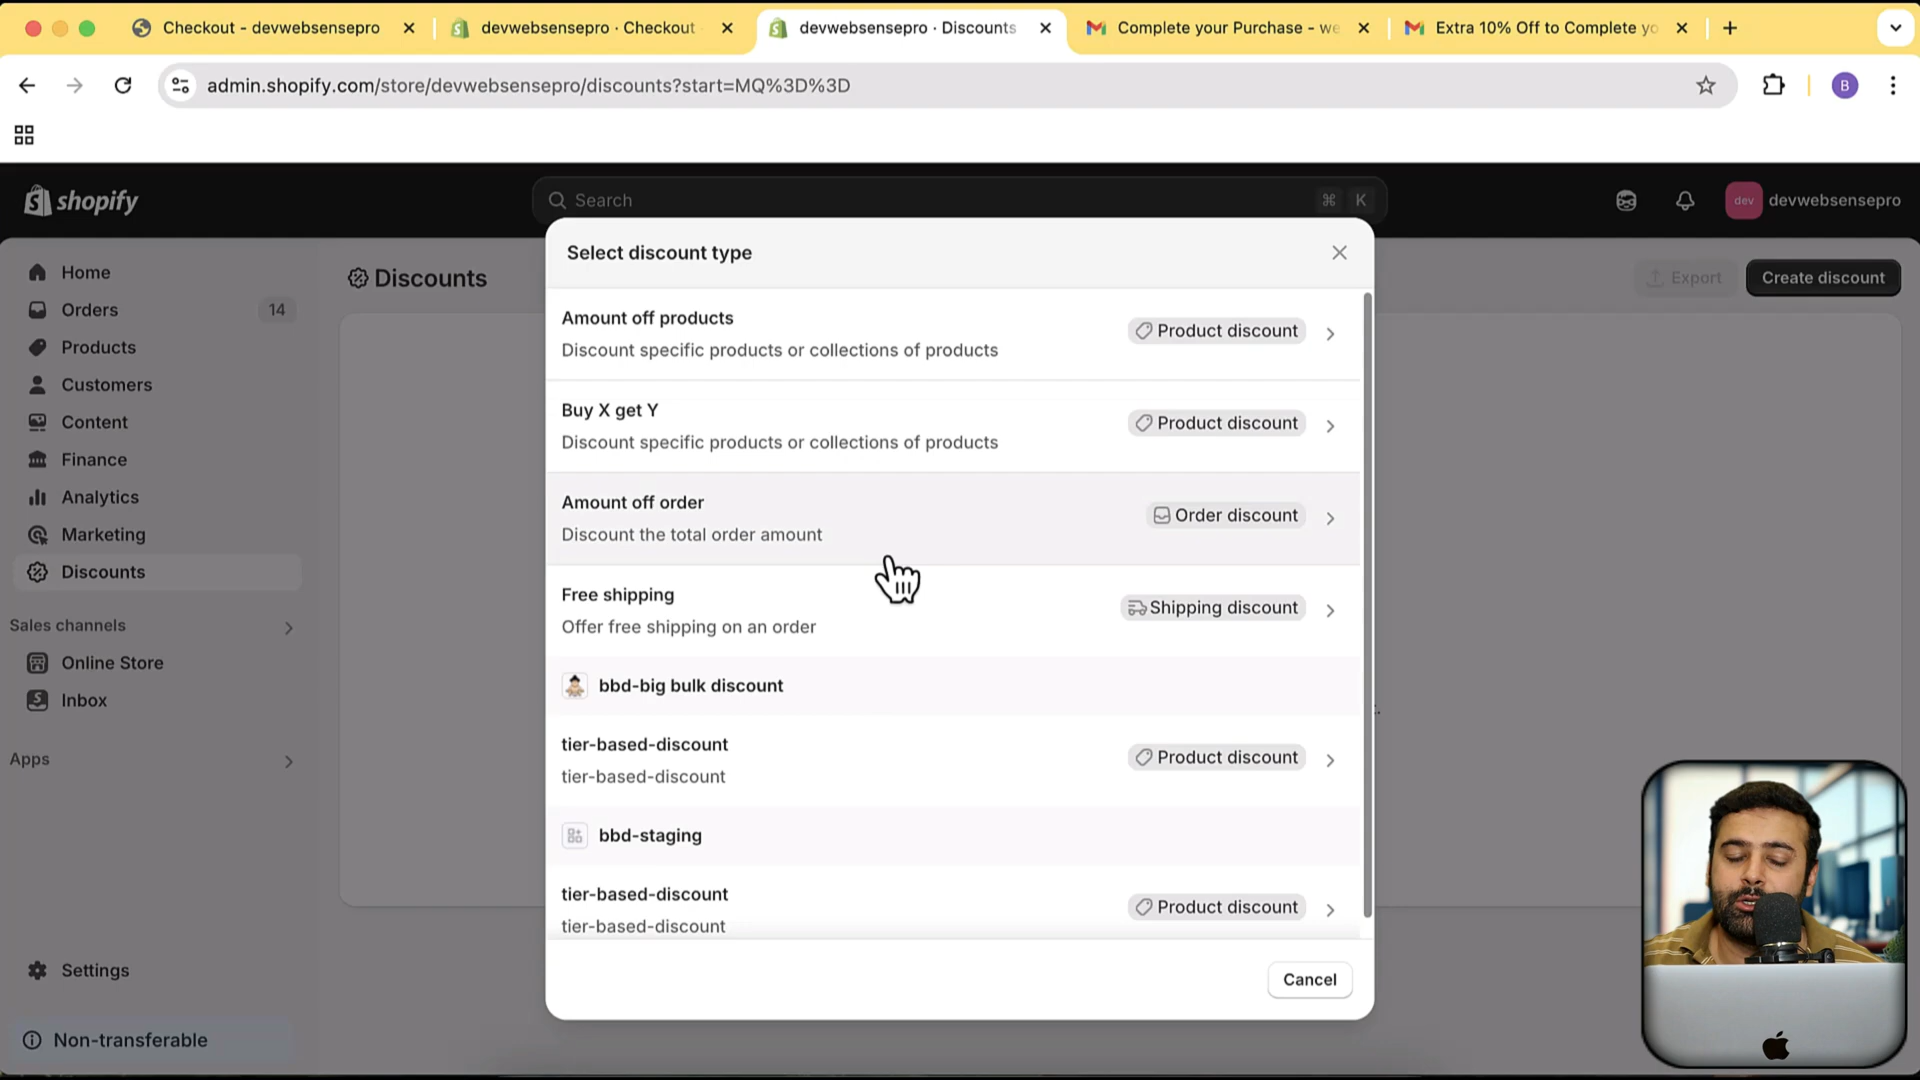 Checkout - devwebsensepro
devwebsensepro · Checkout
devwebsensepro · Discounts
Complete your Purchase - we
Extra 10% Off to Complete yo
admin.shopify.com/store/devwebsensepro/discounts?start=MQ%3D%3D
B
shopify
Search
⌘ K
dev
devwebsensepro
Home
Orders
14
Products
Customers
Content
Finance
Analytics
Marketing
Discounts
Sales channels
Online Store
Inbox
Apps
Settings
Non-transferable
Discounts
Export
Create discount
Select discount type
Amount off products
Discount specific products or collections of products
Product discount
Buy X get Y
Discount specific products or collections of products
Product discount
Amount off order
Discount the total order amount
Order discount
Free shipping
Offer free shipping on an order
Shipping discount
bbd-big bulk discount
tier-based-discount
tier-based-discount
Product discount
bbd-staging
tier-based-discount
tier-based-discount
Product discount
Cancel